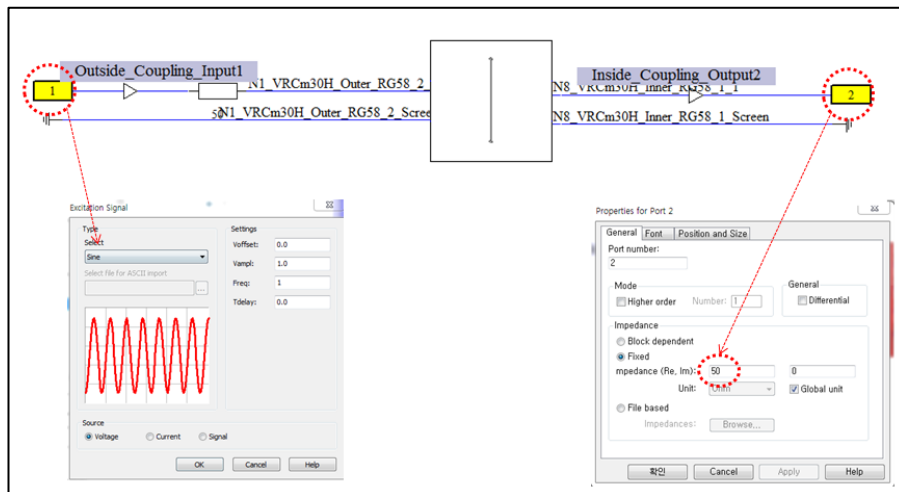 Outside_Coupling_Input1
Inside_Coupling_Output2
1
N1_VRCm30H_Outer_RG58_2
N8_VRCm30H_Inner_RG58_1_1
2
50
N1_VRCm30H_Outer_RG58_2_Scree
N8_VRCm30H_Inner_RG58_1_Screen
Excitation Signal
Type
Select
Sine
Select file for ASCII import
...
Settings
Voffset: 0.0
Vampl: 1.0
Freq: 1
Tdelay: 0.0
Source
Voltage Current Signal
OK Cancel Help
Properties for Port 2
General Font Position and Size
Port number:
2
Mode
Higher order Number: 1
General
Differential
Impedance
Block dependent
Fixed
mpedance (Re, Im): 50 0
Unit: Ohm Global unit
File based
Impedances: Browse...
확인 Cancel Apply Help